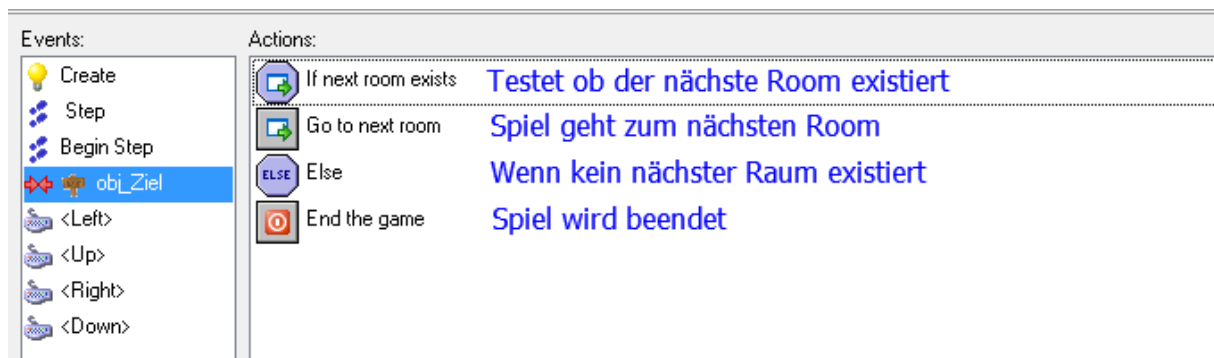 Events:
Actions:
Create
Step
Begin Step
obj_Ziel
<Left>
<Up>
<Right>
<Down>
If next room exists Testet ob der nächste Room existiert
Go to next room Spiel geht zum nächsten Room
ELSE Else Wenn kein nächster Raum existiert
End the game Spiel wird beendet